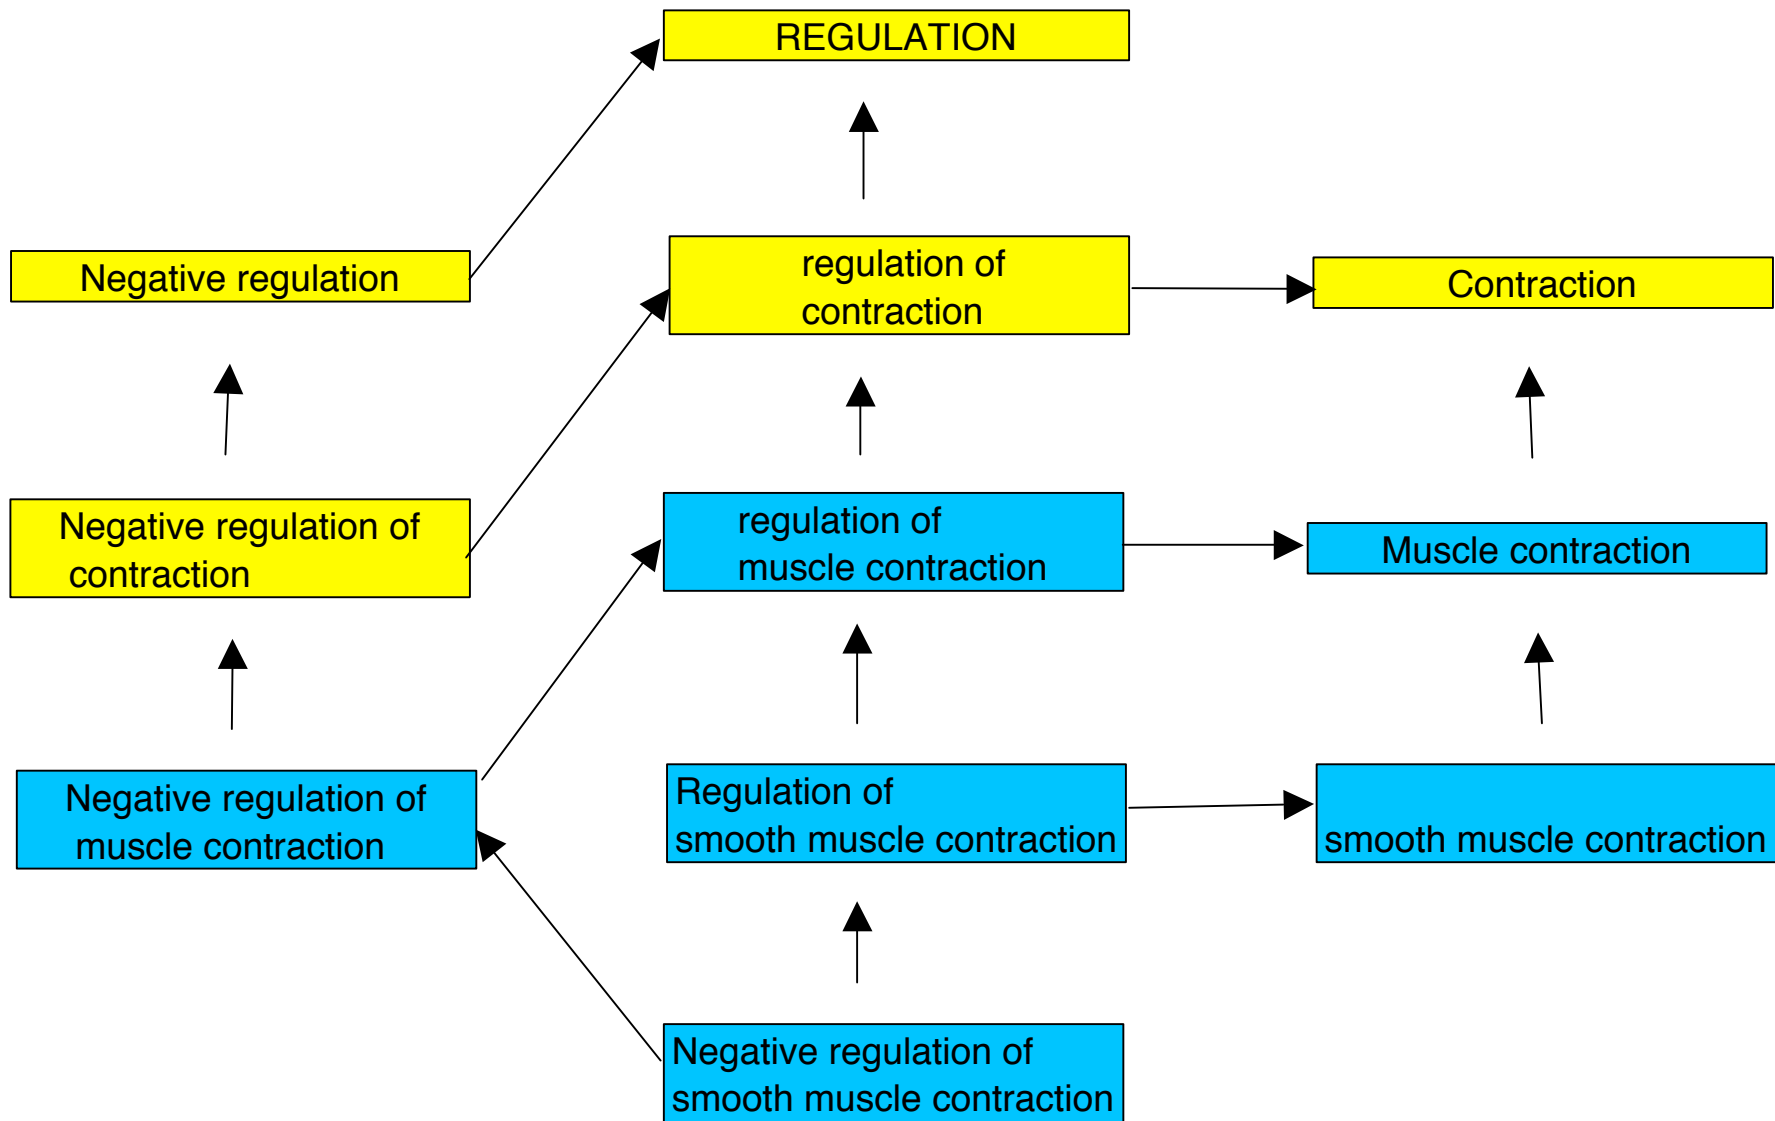 REGULATION
Negative regulation
regulation of
contraction
Contraction
Negative regulation of
contraction
regulation of
muscle contraction
Muscle contraction
Negative regulation of
muscle contraction
Regulation of
smooth muscle contraction
smooth muscle contraction
Negative regulation of
smooth muscle contraction